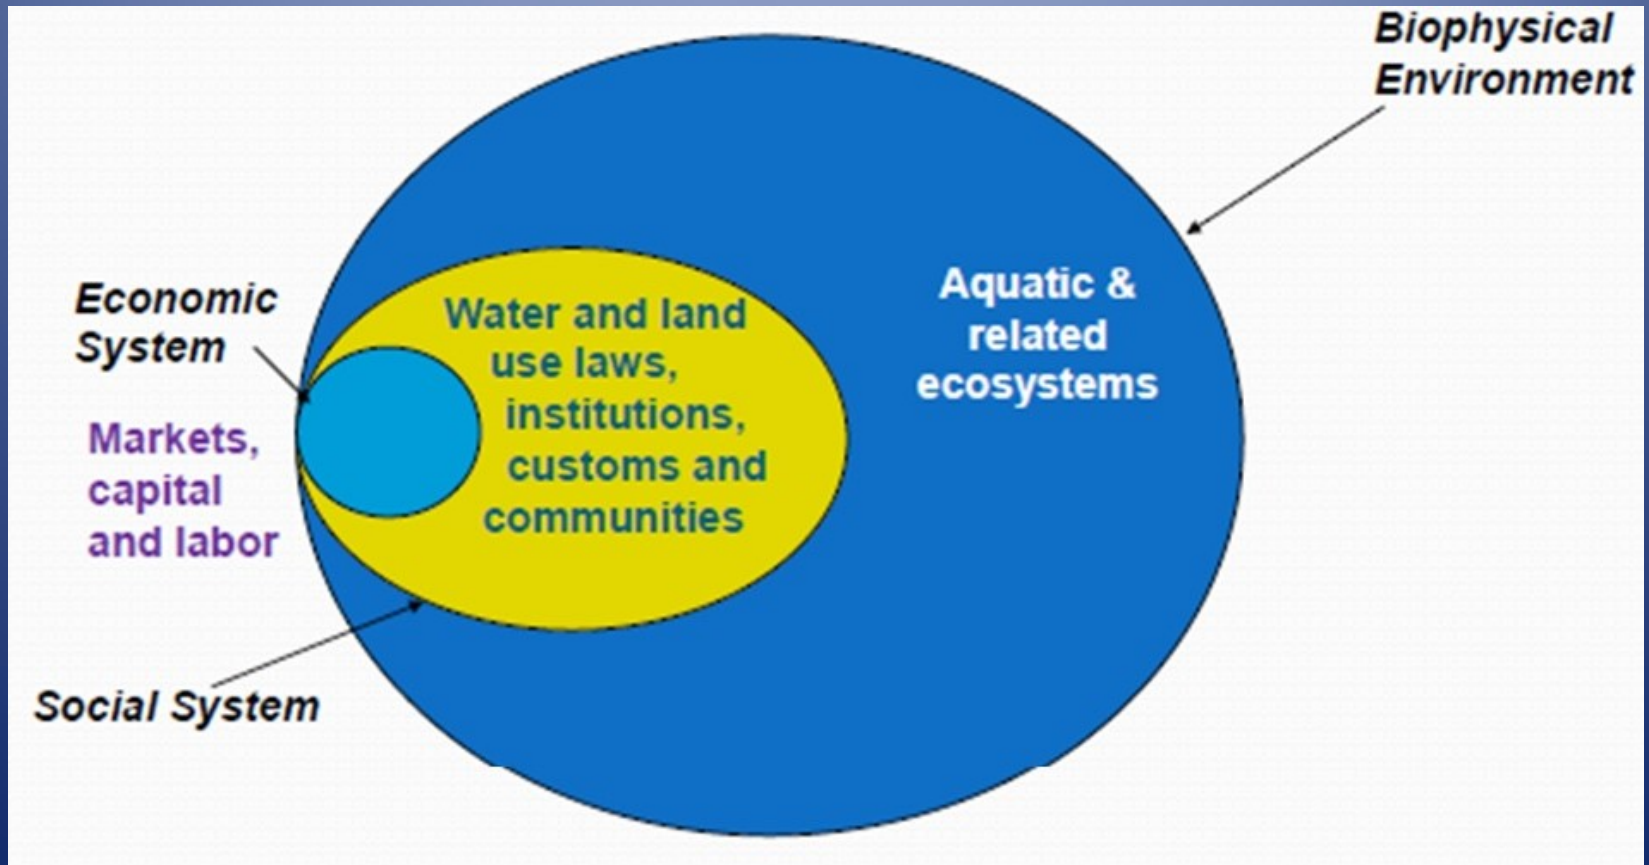 Biophysical
Environment
Economic
System
Markets,
capital
and labor
Water and land
use laws,
institutions,
customs and
communities
Aquatic &
related
ecosystems
Social System